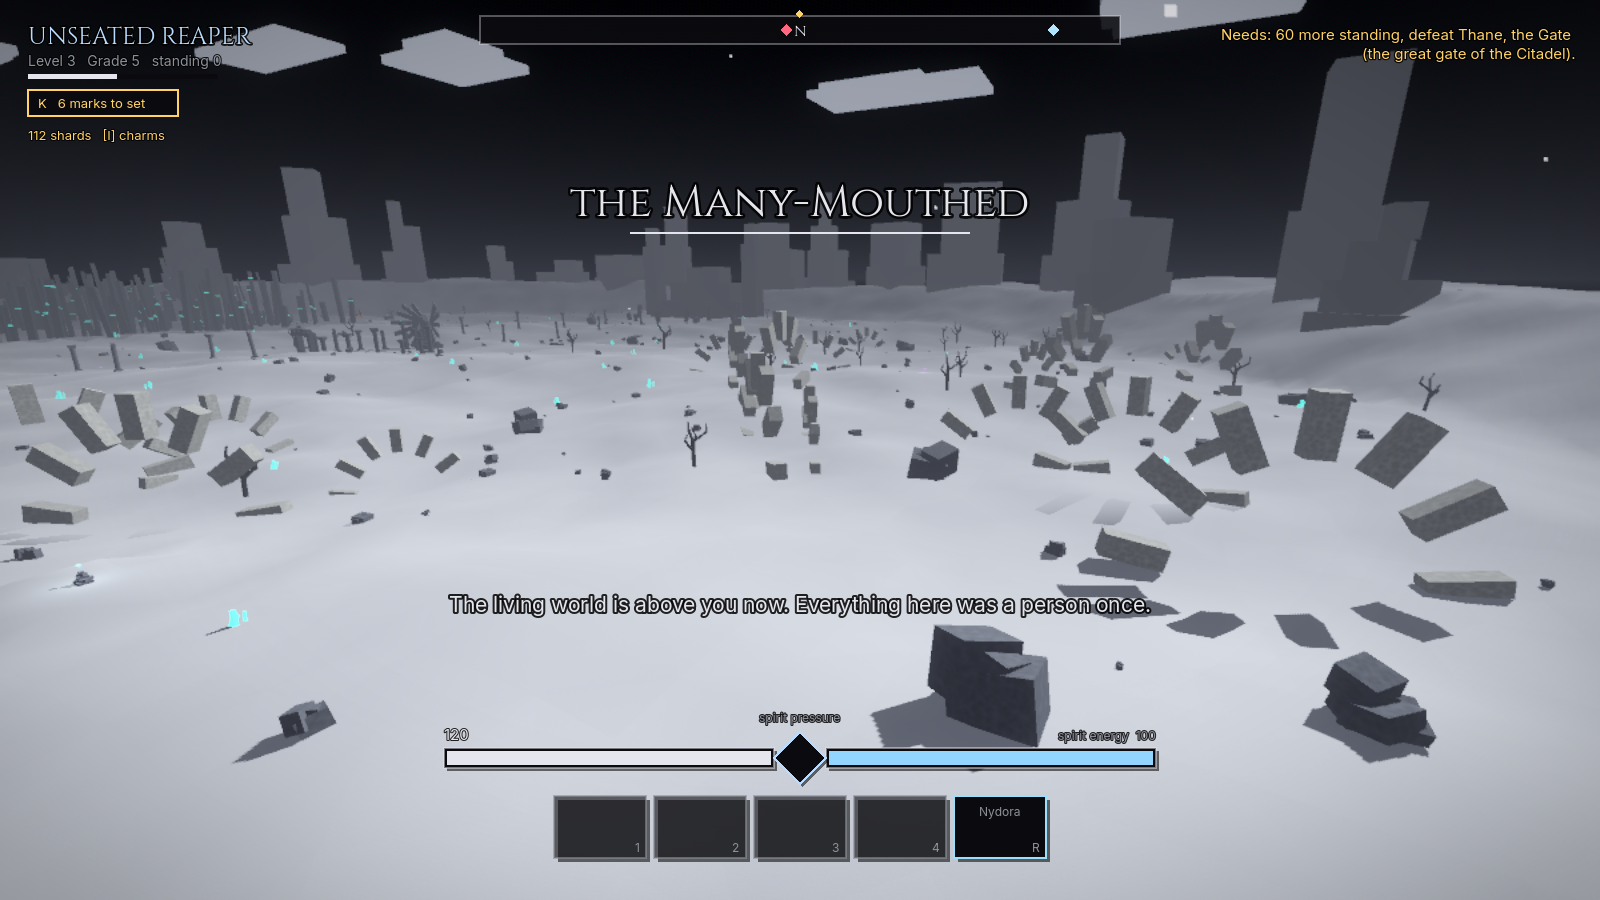 UNSEATED REAPER
Level 3 Grade 5 standing 0
K 6 marks to set
112 shards [I] charms
N
Needs: 60 more standing, defeat Thane, the Gate
(the great gate of the Citadel).
THE MANY-MOUTHED
The living world is above you now. Everything here was a person once.
spirit pressure
120
spirit energy 100
1
2
3
4
Nydora
R